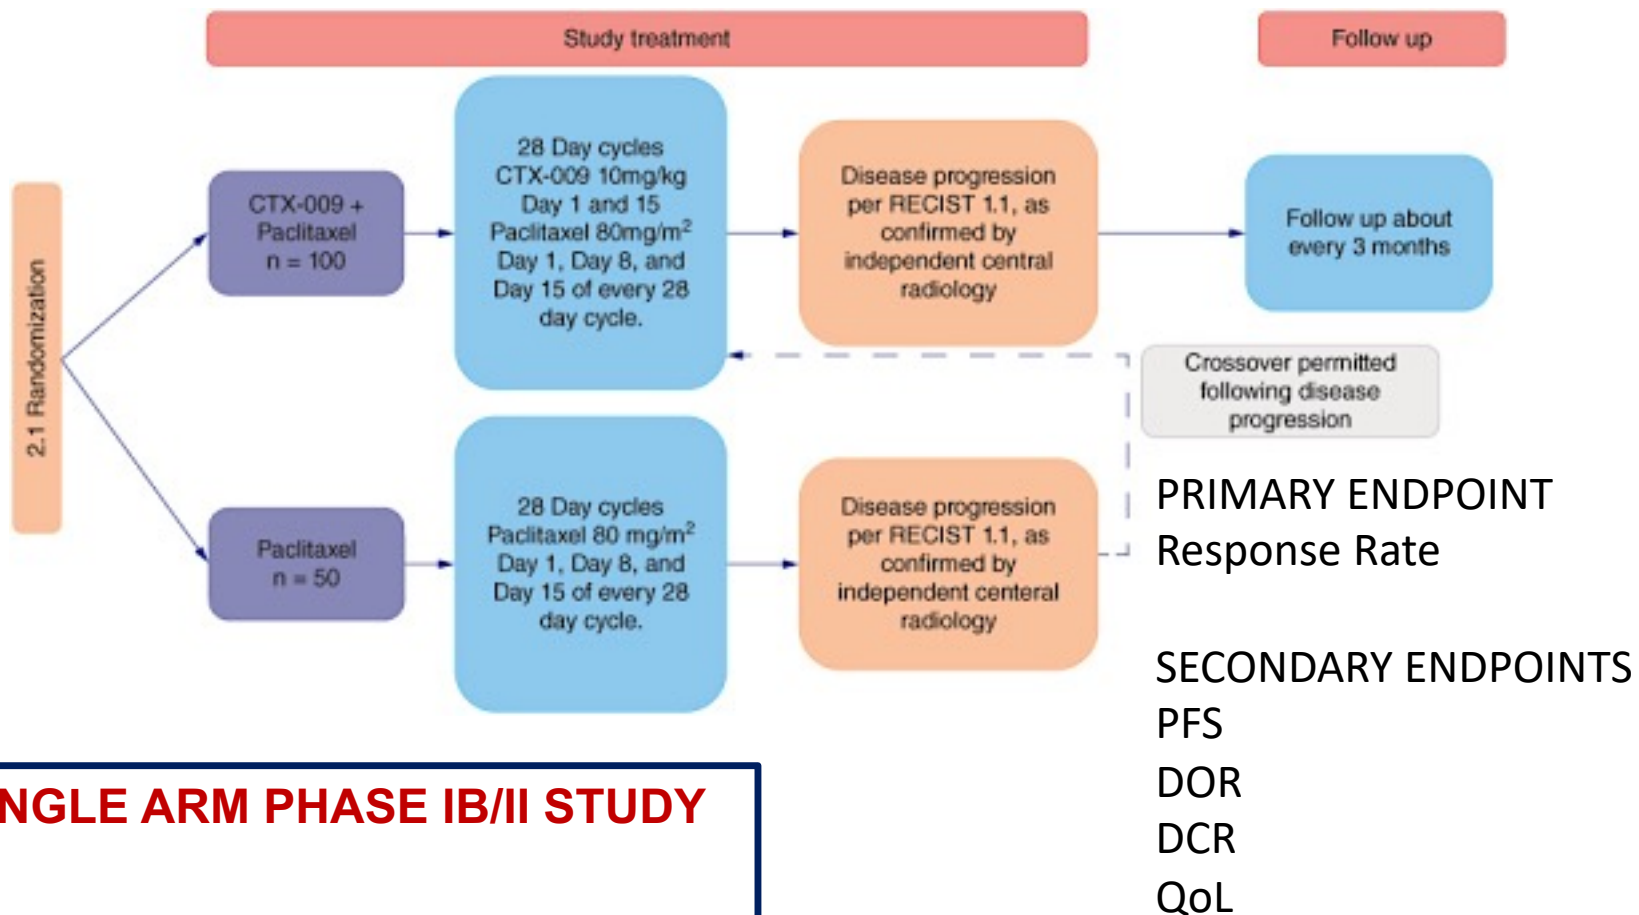 Study treatment
Follow up
2.1 Randomization
CTX-009 +
Paclitaxel
n = 100
28 Day cycles
CTX-009 10mg/kg
Day 1 and 15
Paclitaxel 80mg/m²
Day 1, Day 8, and
Day 15 of every 28
day cycle.
Disease progression
per RECIST 1.1, as
confirmed by
independent central
radiology
Follow up about
every 3 months
Crossover permitted
following disease
progression
Paclitaxel
n = 50
28 Day cycles
Paclitaxel 80 mg/m²
Day 1, Day 8, and
Day 15 of every 28
day cycle.
Disease progression
per RECIST 1.1, as
confirmed by
independent centeral
radiology
PRIMARY ENDPOINT
Response Rate
SECONDARY ENDPOINTS
PFS
DOR
DCR
QoL
NGLE ARM PHASE IB/II STUDY